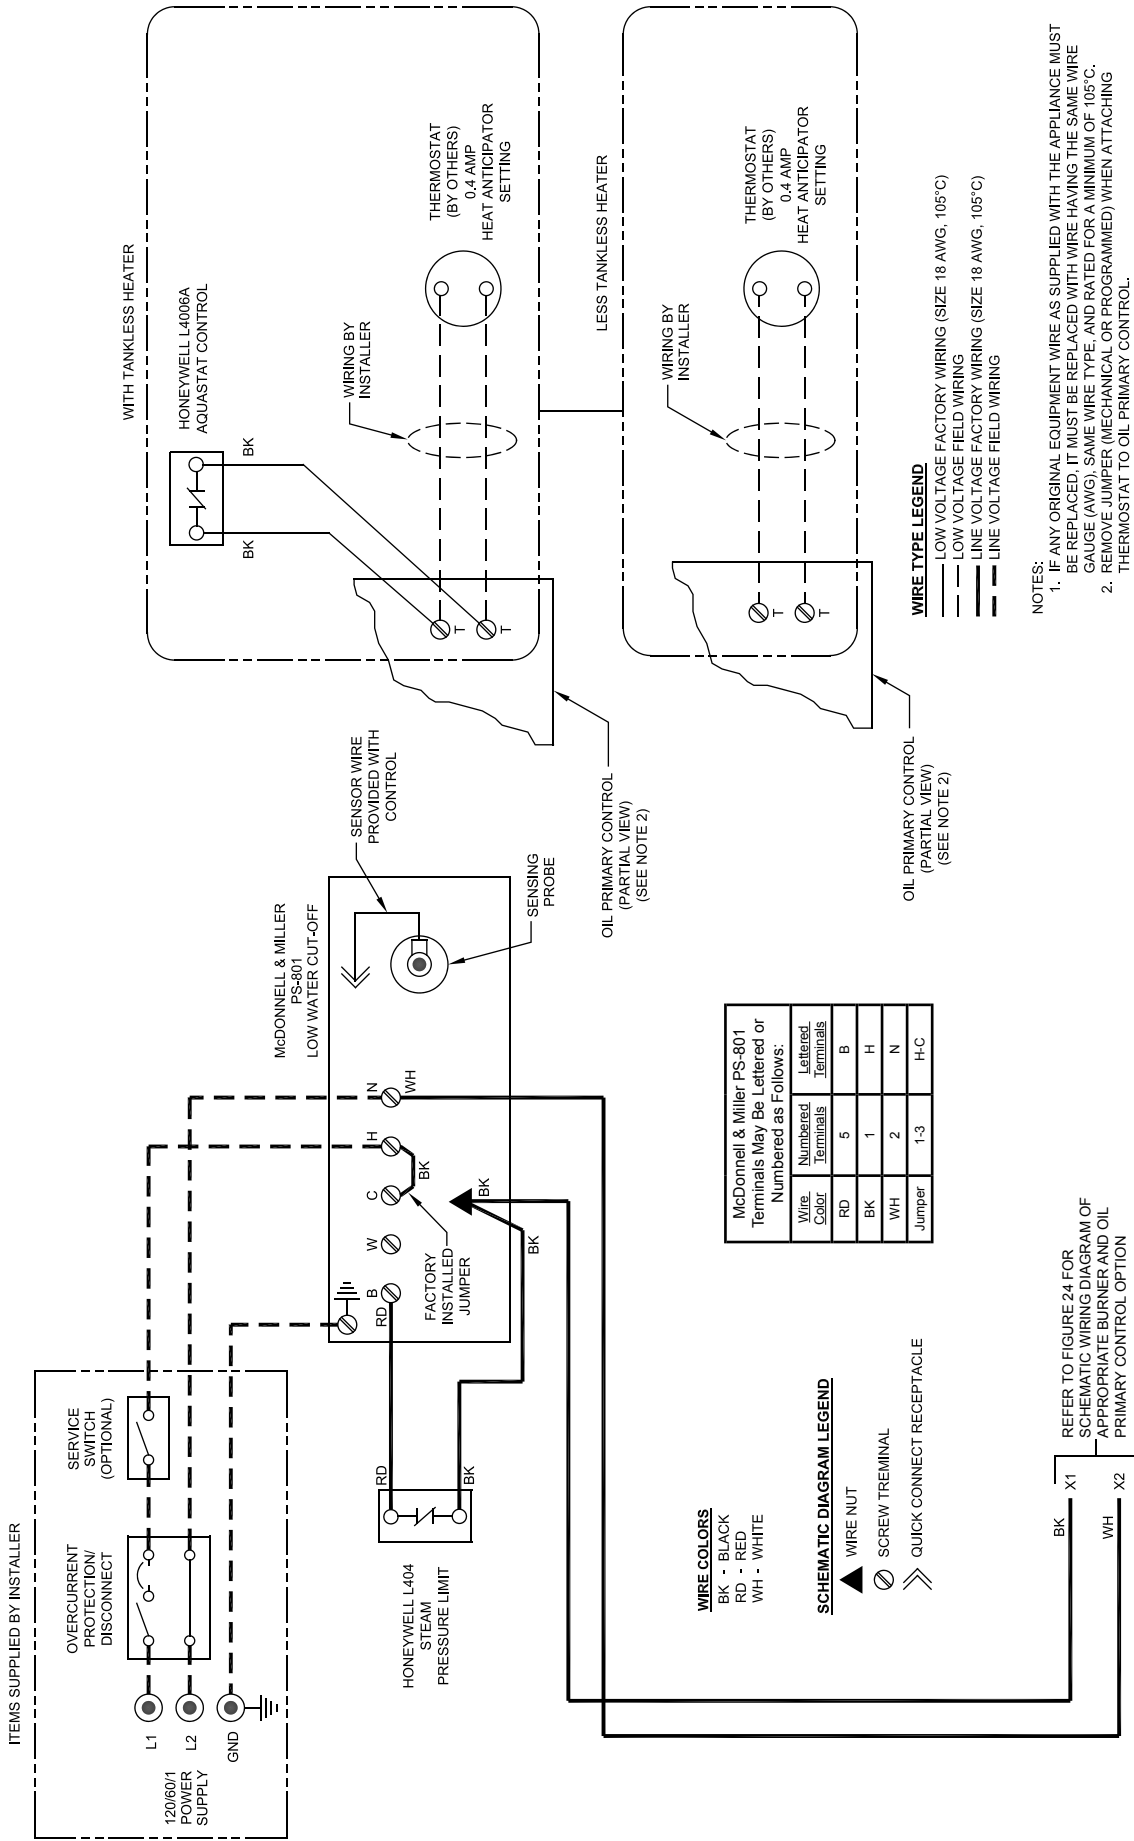 ITEMS SUPPLIED BY INSTALLER
120/60/1
POWER
SUPPLY
L1
L2
GND
OVERCURRENT
PROTECTION/
DISCONNECT
SERVICE
SWITCH
(OPTIONAL)
HONEYWELL L404
STEAM
PRESSURE LIMIT
RD
BK
McDONNELL & MILLER
PS-801
LOW WATER CUT-OFF
B
W
C
H
N
RD
BK
WH
FACTORY
INSTALLED
JUMPER
BK
BK
SENSING
PROBE
SENSOR WIRE
PROVIDED WITH
CONTROL
WITH TANKLESS HEATER
HONEYWELL L4006A
AQUASTAT CONTROL
BK
BK
T
T
WIRING BY
INSTALLER
THERMOSTAT
(BY OTHERS)
0.4 AMP
HEAT ANTICIPATOR
SETTING
OIL PRIMARY CONTROL
(PARTIAL VIEW)
(SEE NOTE 2)
LESS TANKLESS HEATER
T
T
WIRING BY
INSTALLER
THERMOSTAT
(BY OTHERS)
0.4 AMP
HEAT ANTICIPATOR
SETTING
OIL PRIMARY CONTROL
(PARTIAL VIEW)
(SEE NOTE 2)
WIRE COLORS
BK - BLACK
RD - RED
WH - WHITE
SCHEMATIC DIAGRAM LEGEND
WIRE NUT
SCREW TREMINAL
QUICK CONNECT RECEPTACLE
McDonnell & Miller PS-801
Terminals May Be Lettered or
Numbered as Follows:
Wire Color Numbered Terminals Lettered Terminals
RD 5 B
BK 1 H
WH 2 N
Jumper 1-3 H-C
WIRE TYPE LEGEND
LOW VOLTAGE FACTORY WIRING (SIZE 18 AWG, 105°C)
LOW VOLTAGE FIELD WIRING
LINE VOLTAGE FACTORY WIRING (SIZE 18 AWG, 105°C)
LINE VOLTAGE FIELD WIRING
BK
X1
WH
X2
REFER TO FIGURE 24 FOR
SCHEMATIC WIRING DIAGRAM OF
APPROPRIATE BURNER AND OIL
PRIMARY CONTROL OPTION
NOTES:
1. IF ANY ORIGINAL EQUIPMENT WIRE AS SUPPLIED WITH THE APPLIANCE MUST
BE REPLACED, IT MUST BE REPLACED WITH WIRE HAVING THE SAME WIRE
GAUGE (AWG), SAME WIRE TYPE, AND RATED FOR A MINIMUM OF 105°C.
2. REMOVE JUMPER (MECHANICAL OR PROGRAMMED) WHEN ATTACHING
THERMOSTAT TO OIL PRIMARY CONTROL.